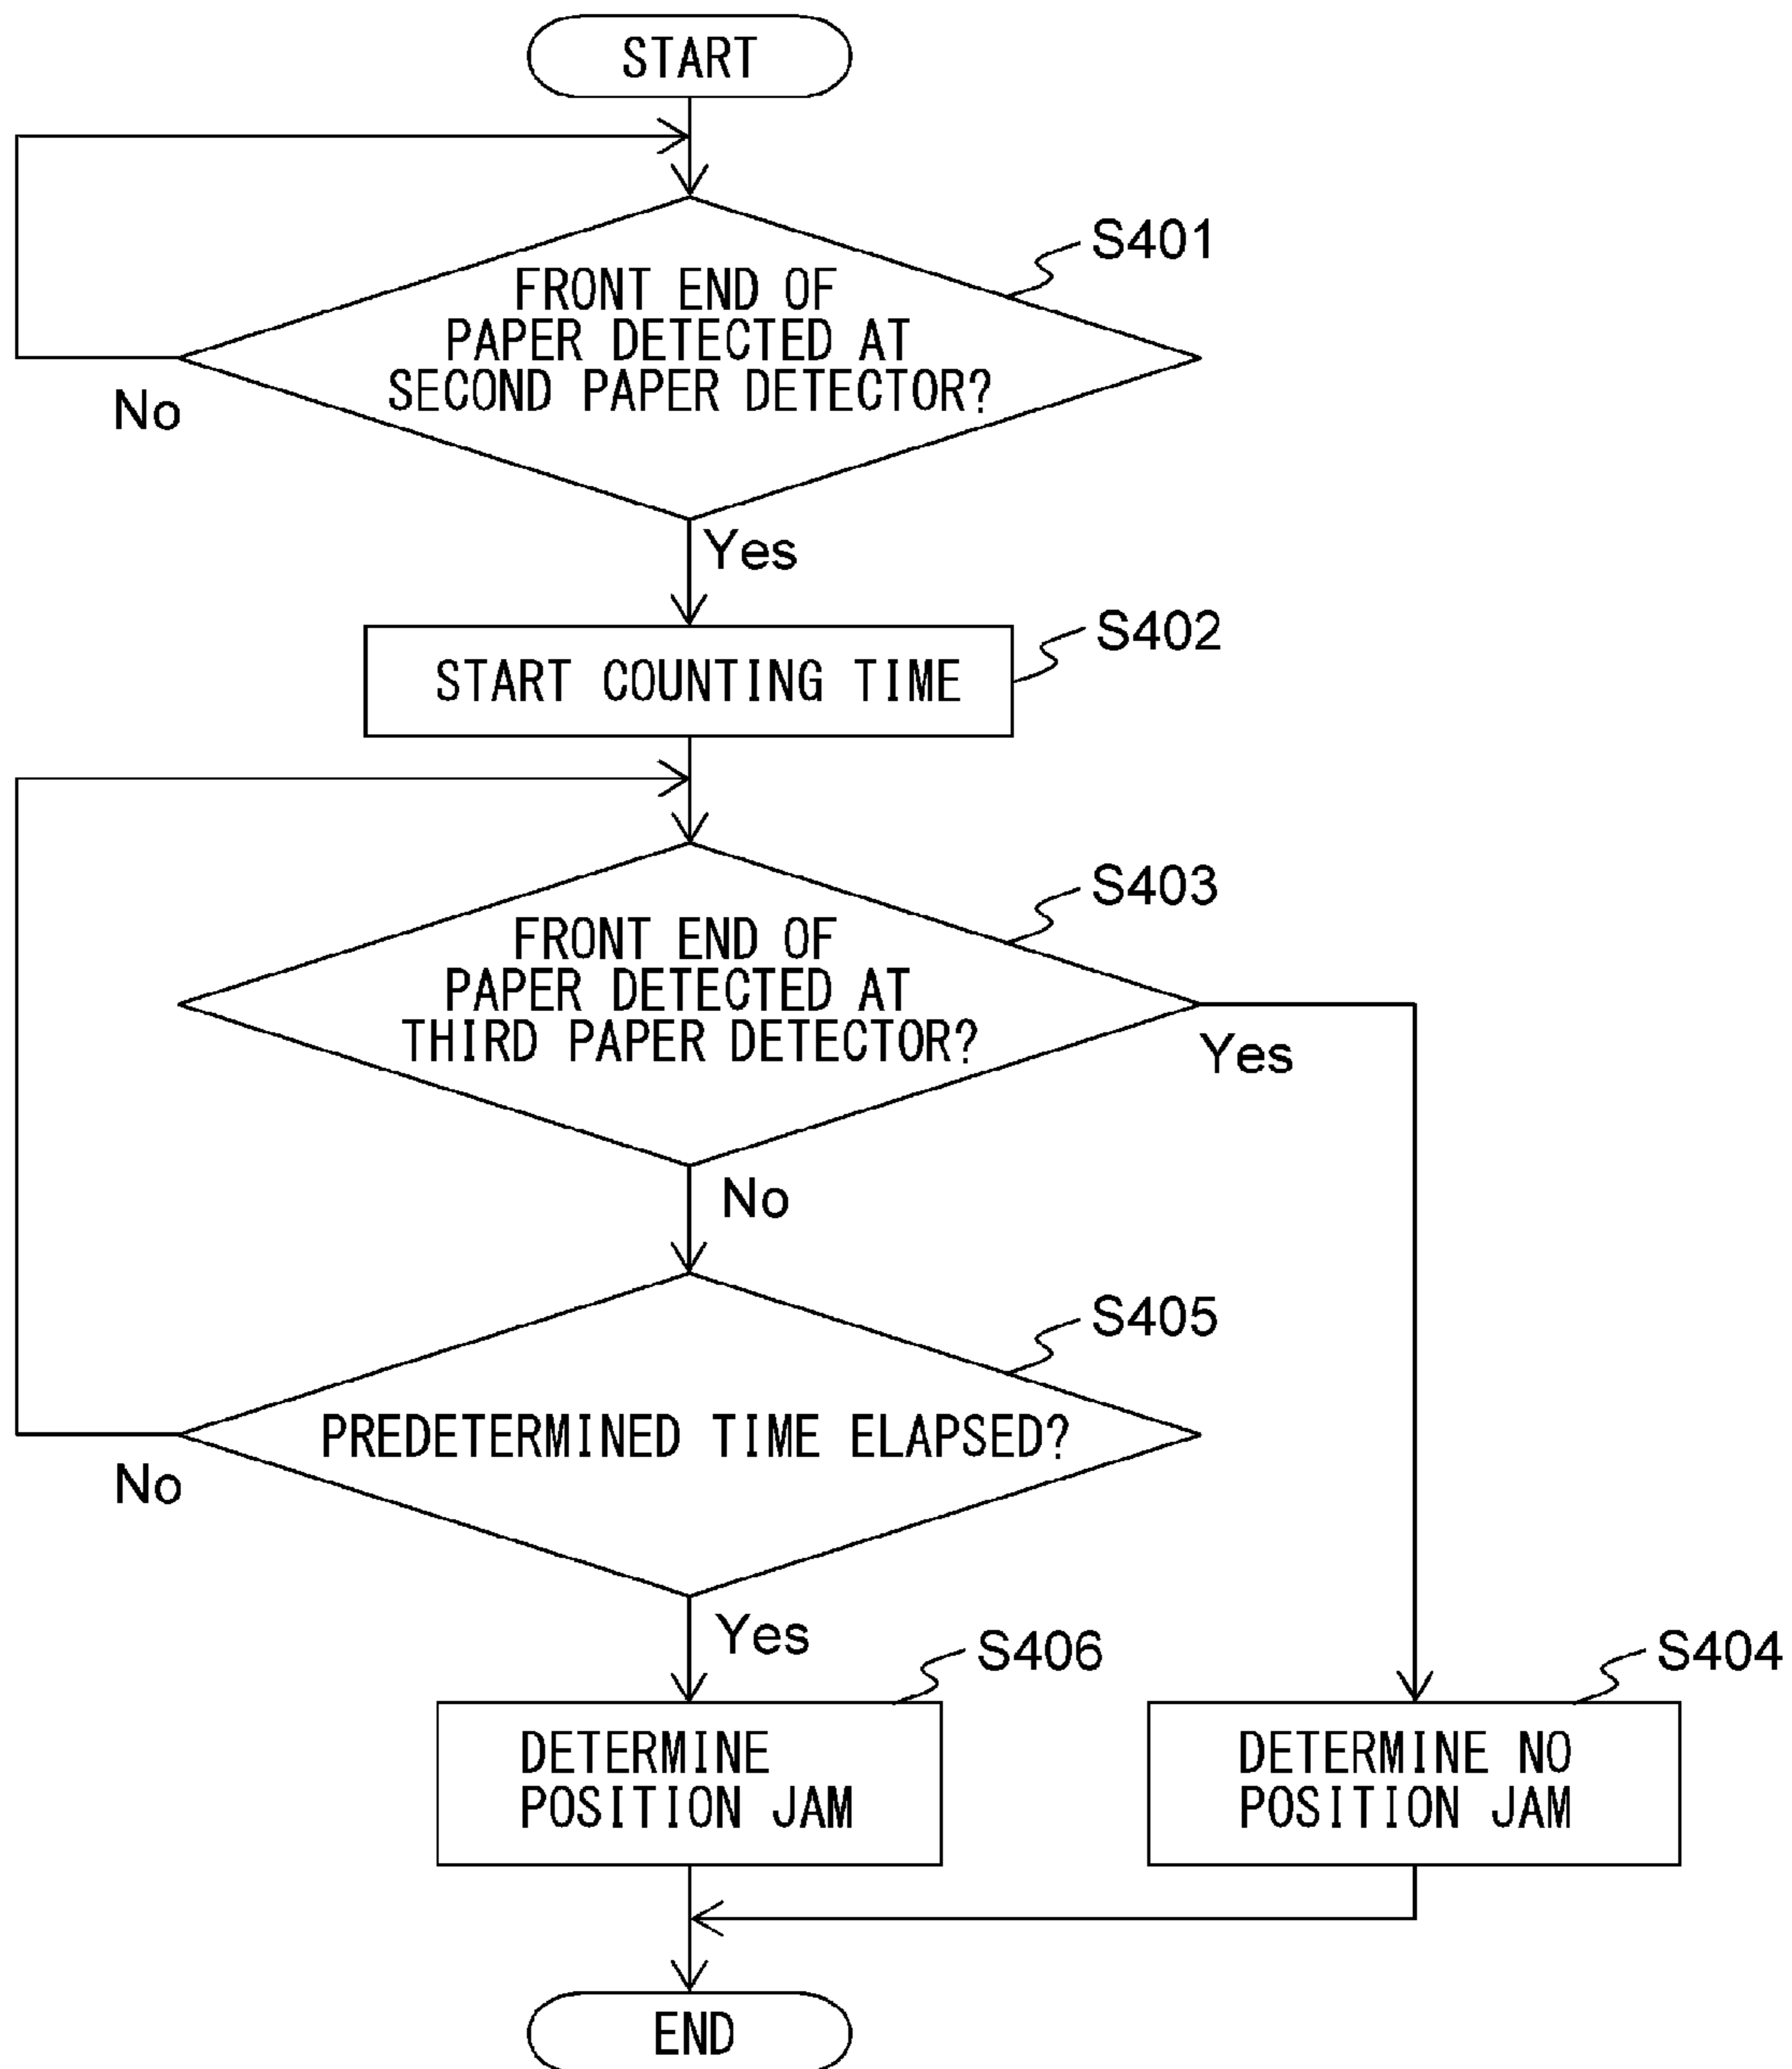 START
S401
FRONT END OF
PAPER DETECTED AT
SECOND PAPER DETECTOR?
No
Yes
S402
START COUNTING TIME
S403
FRONT END OF
PAPER DETECTED AT
THIRD PAPER DETECTOR?
Yes
No
S405
PREDETERMINED TIME ELAPSED?
No
Yes
S406
S404
DETERMINE
POSITION JAM
DETERMINE NO
POSITION JAM
END